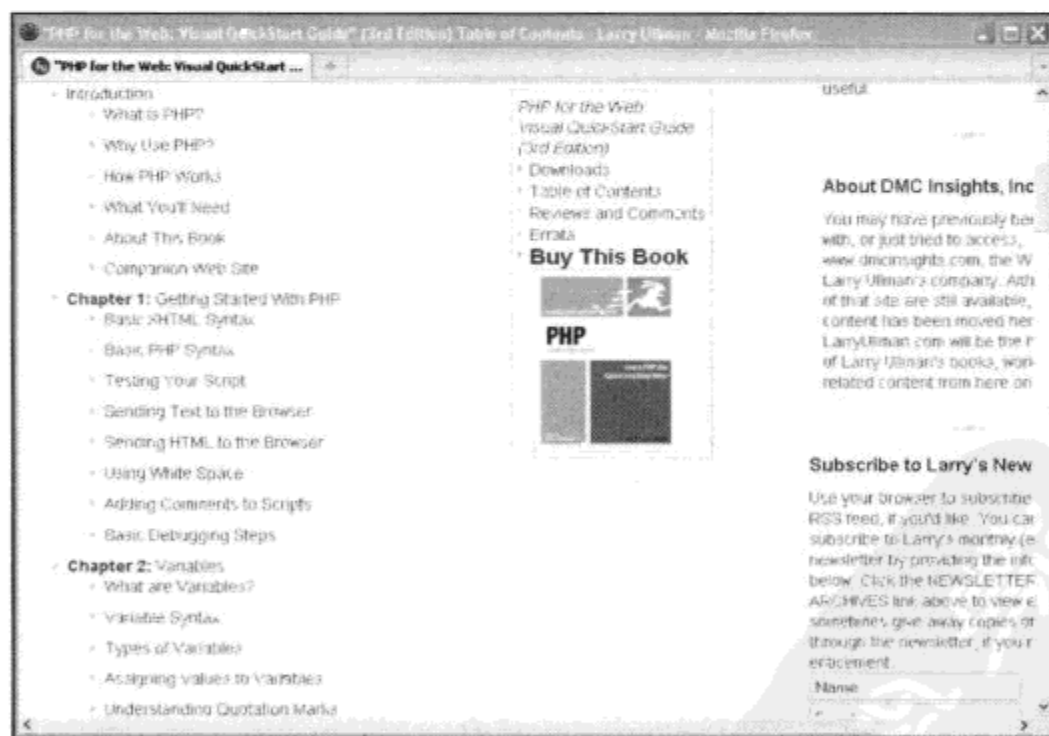 "PHP for the Web: Visual QuickStart Guide" (3rd Edition) Table of Contents - Larry Ullman - Mozilla Firefox
"PHP for the Web: Visual QuickStart ...
Introduction
What is PHP?
Why Use PHP?
How PHP Works
What You'll Need
About This Book
Companion Web Site
Chapter 1: Getting Started With PHP
Basic XHTML Syntax
Basic PHP Syntax
Testing Your Script
Sending Text to the Browser
Sending HTML to the Browser
Using White Space
Adding Comments to Scripts
Basic Debugging Steps
Chapter 2: Variables
What are Variables?
Variable Syntax
Types of Variables
Assigning Values to Variables
Understanding Quotation Marks
PHP for the Web:
Visual QuickStart Guide
(3rd Edition)
Downloads
Table of Contents
Reviews and Comments
Errata
Buy This Book
PHP
useful.
About DMC Insights, Inc
You may have previously bee
with, or just tried to access,
www.dmcinsights.com, the W
Larry Ullman's company. Alth
of that site are still available,
content has been moved her
LarryUllman.com will be the h
of Larry Ullman's books, work
related content from here on
Subscribe to Larry's New
Use your browser to subscribe
RSS feed, if you'd like. You can
subscribe to Larry's monthly (e
newsletter by providing the info
below. Click the NEWSLETTER
ARCHIVES link above to view e
sometimes give away copies of
through the newsletter, if you r
enticement.
Name